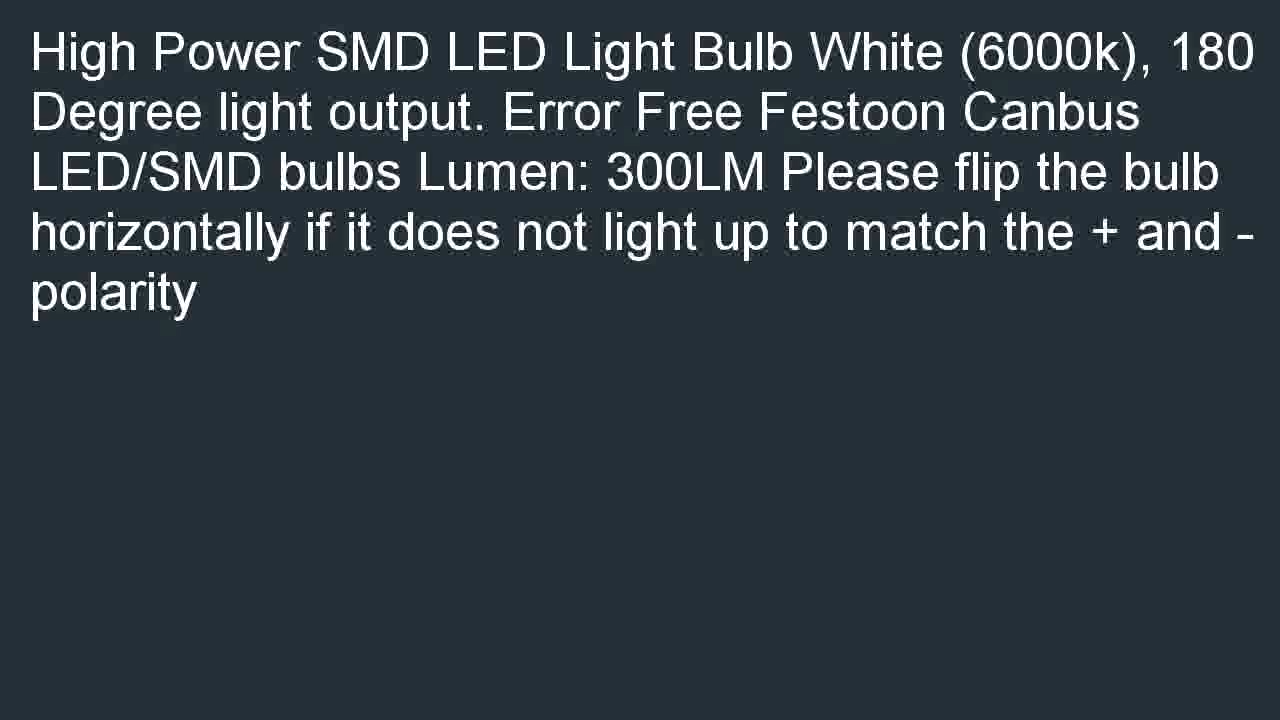 High Power SMD LED Light Bulb White (6000k), 180
Degree light output. Error Free Festoon Canbus
LED/SMD bulbs Lumen: 300LM Please flip the bulb
horizontally if it does not light up to match the + and -
polarity